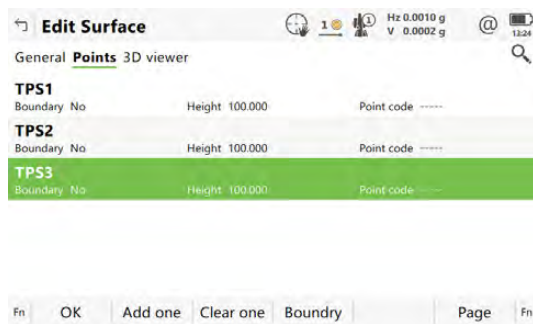 Edit Surface 1 1 Hz 0.0010 g
V 0.0002 g @ 13:24
General Points 3D viewer
TPS1
Boundary No Height 100.000 Point code -----
TPS2
Boundary No Height 100.000 Point code -----
TPS3
Boundary No Height 100.000 Point code -----
Fn OK Add one Clear one Boundry Page Fn